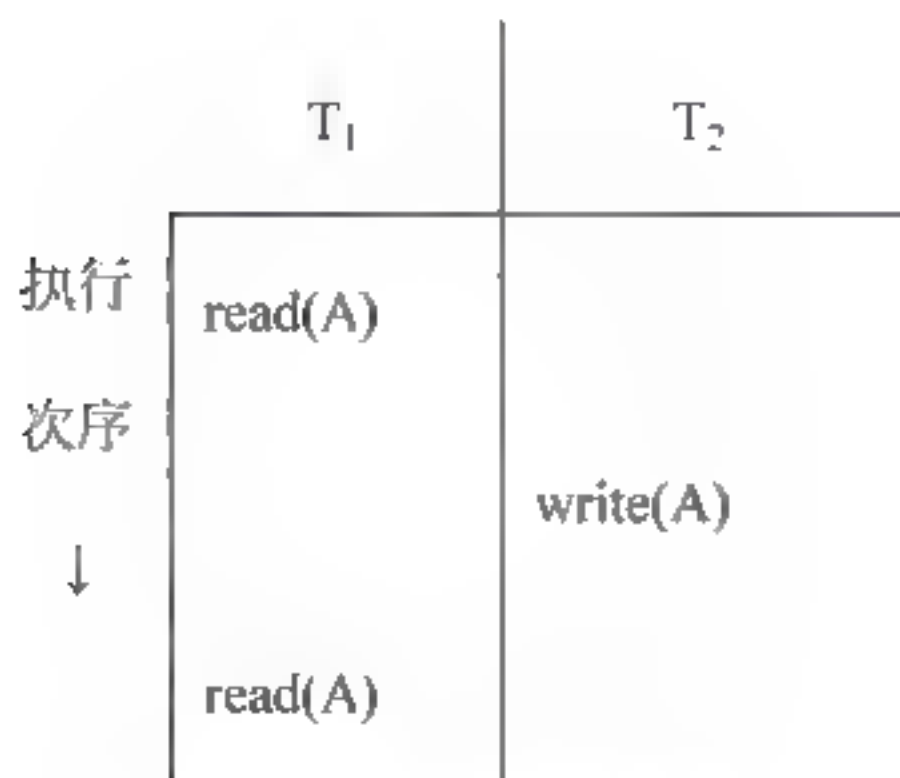 T₁ T₂
执行
read(A)
次序
write(A)
↓
read(A)